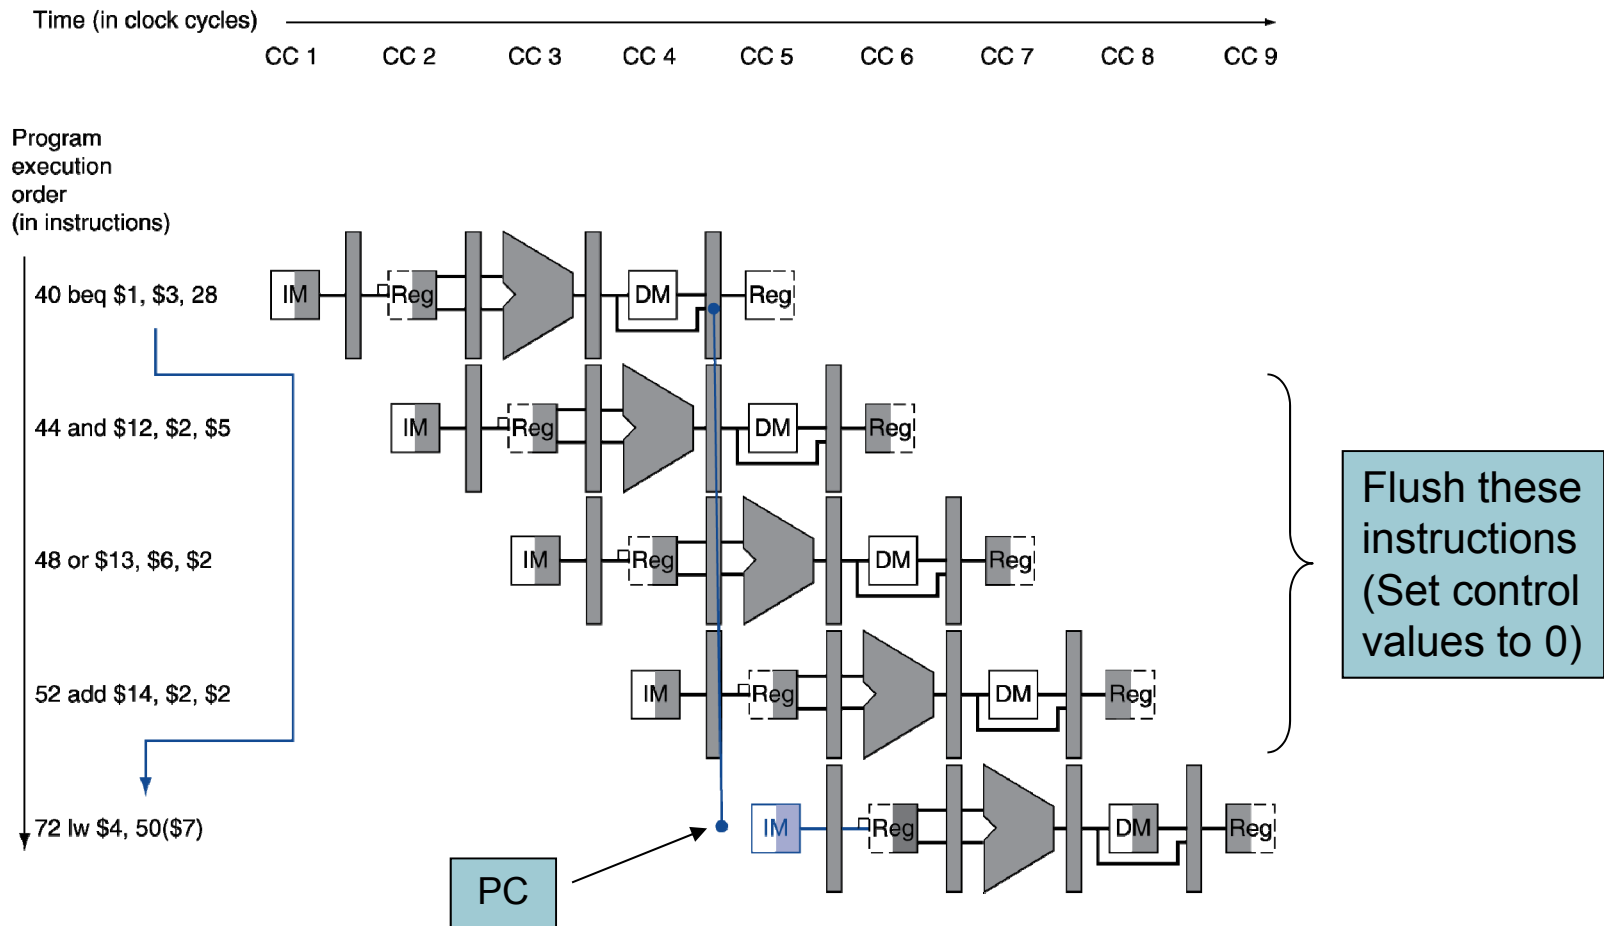 Time (in clock cycles)
CC 1 CC 2 CC 3 CC 4 CC 5 CC 6 CC 7 CC 8 CC 9
Program
execution
order
(in instructions)
40 beq $1, $3, 28
IM Reg DM Reg
44 and $12, $2, $5
IM Reg DM Reg
48 or $13, $6, $2
IM Reg DM Reg
52 add $14, $2, $2
IM Reg DM Reg
72 lw $4, 50($7)
IM Reg DM Reg
PC
Flush these
instructions
(Set control
values to 0)